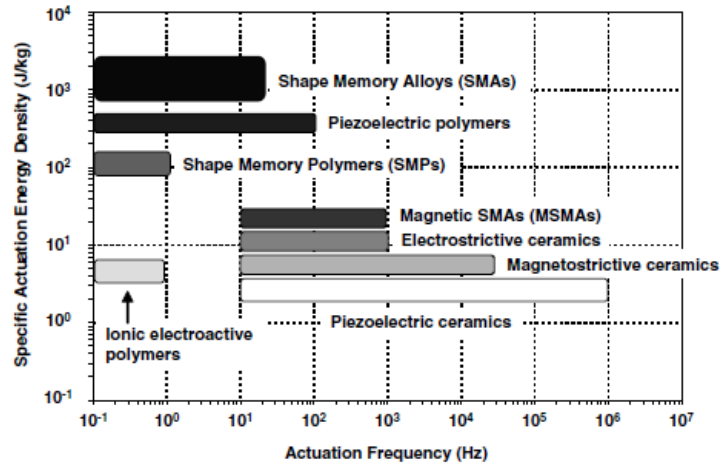 Specific Actuation Energy Density (J/kg)
10⁴
10³
10²
10¹
10⁰
10⁻¹
Shape Memory Alloys (SMAs)
Piezoelectric polymers
Shape Memory Polymers (SMPs)
Magnetic SMAs (MSMAs)
Electrostrictive ceramics
Magnetostrictive ceramics
Piezoelectric ceramics
Ionic electroactive
polymers
10⁻¹ 10⁰ 10¹ 10² 10³ 10⁴ 10⁵ 10⁶ 10⁷
Actuation Frequency (Hz)